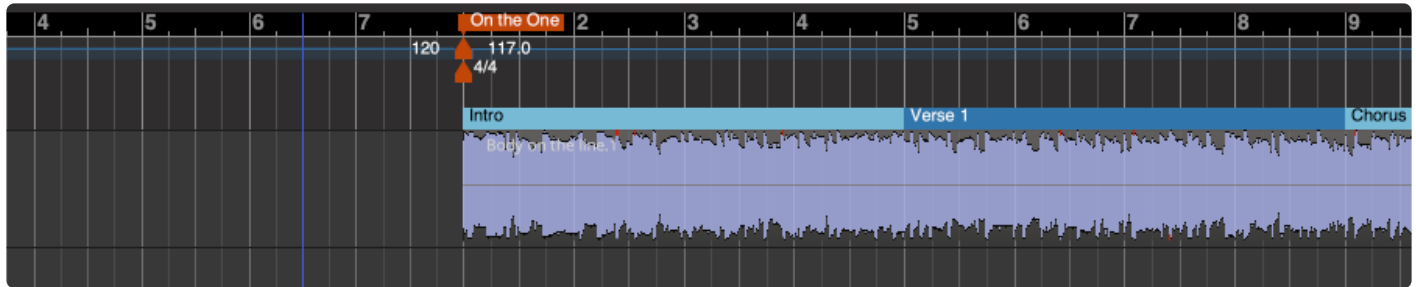 4 5 6 7 On the One 2 3 4 5 6 7 8 9
120 117.0
4/4
Intro Verse 1 Chorus
Body on the line.1